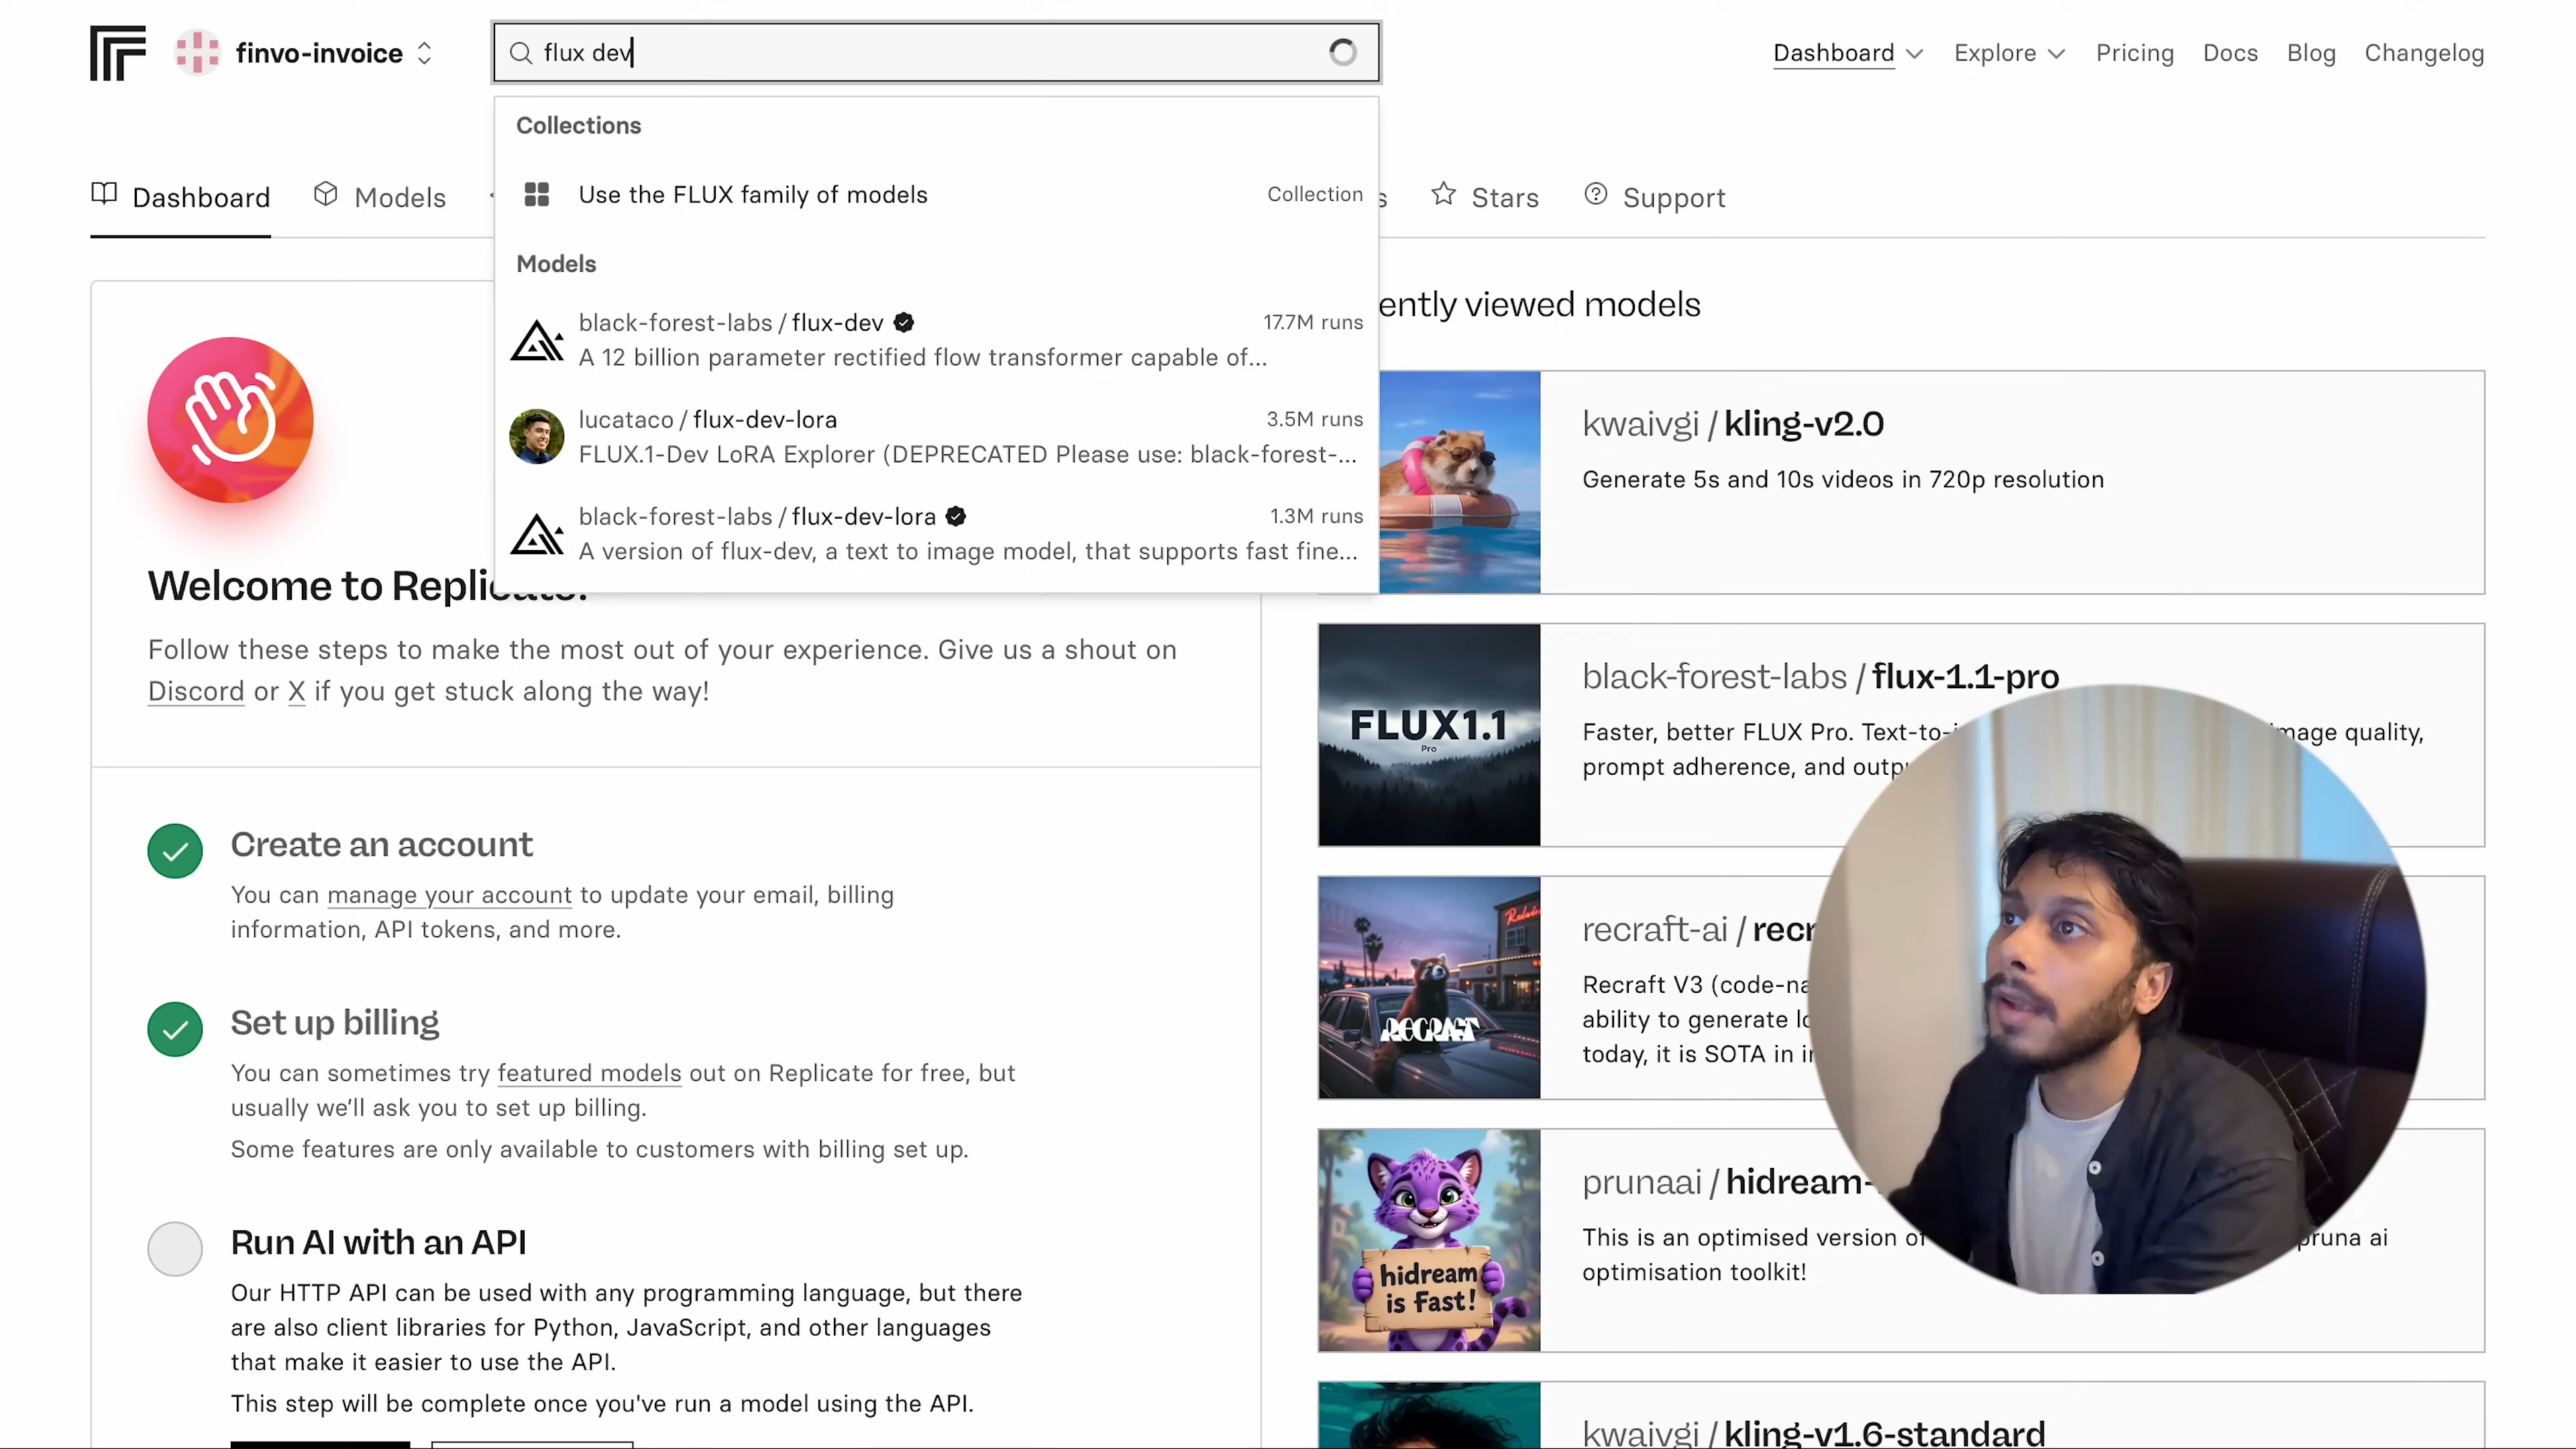 finvo-invoice
flux dev
Dashboard
Explore
Pricing
Docs
Blog
Changelog
Collections
Use the FLUX family of models
Collection
Models
black-forest-labs / flux-dev
17.7M runs
A 12 billion parameter rectified flow transformer capable of...
lucataco / flux-dev-lora
3.5M runs
FLUX.1-Dev LoRA Explorer (DEPRECATED Please use: black-forest-...
black-forest-labs / flux-dev-lora
1.3M runs
A version of flux-dev, a text to image model, that supports fast fine...
Dashboard
Models
Stars
Support
Welcome to Replicate!
Follow these steps to make the most out of your experience. Give us a shout on
Discord or X if you get stuck along the way!
Create an account
You can manage your account to update your email, billing
information, API tokens, and more.
Set up billing
You can sometimes try featured models out on Replicate for free, but
usually we'll ask you to set up billing.
Some features are only available to customers with billing set up.
Run AI with an API
Our HTTP API can be used with any programming language, but there
are also client libraries for Python, JavaScript, and other languages
that make it easier to use the API.
This step will be complete once you've run a model using the API.
ently viewed models
kwaivgi / kling-v2.0
Generate 5s and 10s videos in 720p resolution
FLUX1.1
Pro
black-forest-labs / flux-1.1-pro
Faster, better FLUX Pro. Text-to-i mage quality,
prompt adherence, and outp
RECRAFT
recraft-ai / recr
Recraft V3 (code-na
ability to generate lo
today, it is SOTA in i
hidream
is Fast!
prunaai / hidream-
This is an optimised version of pruna ai
optimisation toolkit!
kwaivgi / kling-v1.6-standard